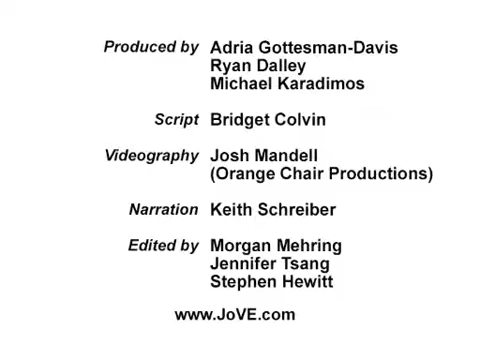 Produced by Adria Gottesman-Davis
Ryan Dalley
Michael Karadimos
Script Bridget Colvin
Videography Josh Mandell
(Orange Chair Productions)
Narration Keith Schreiber
Edited by Morgan Mehring
Jennifer Tsang
Stephen Hewitt
www.JoVE.com